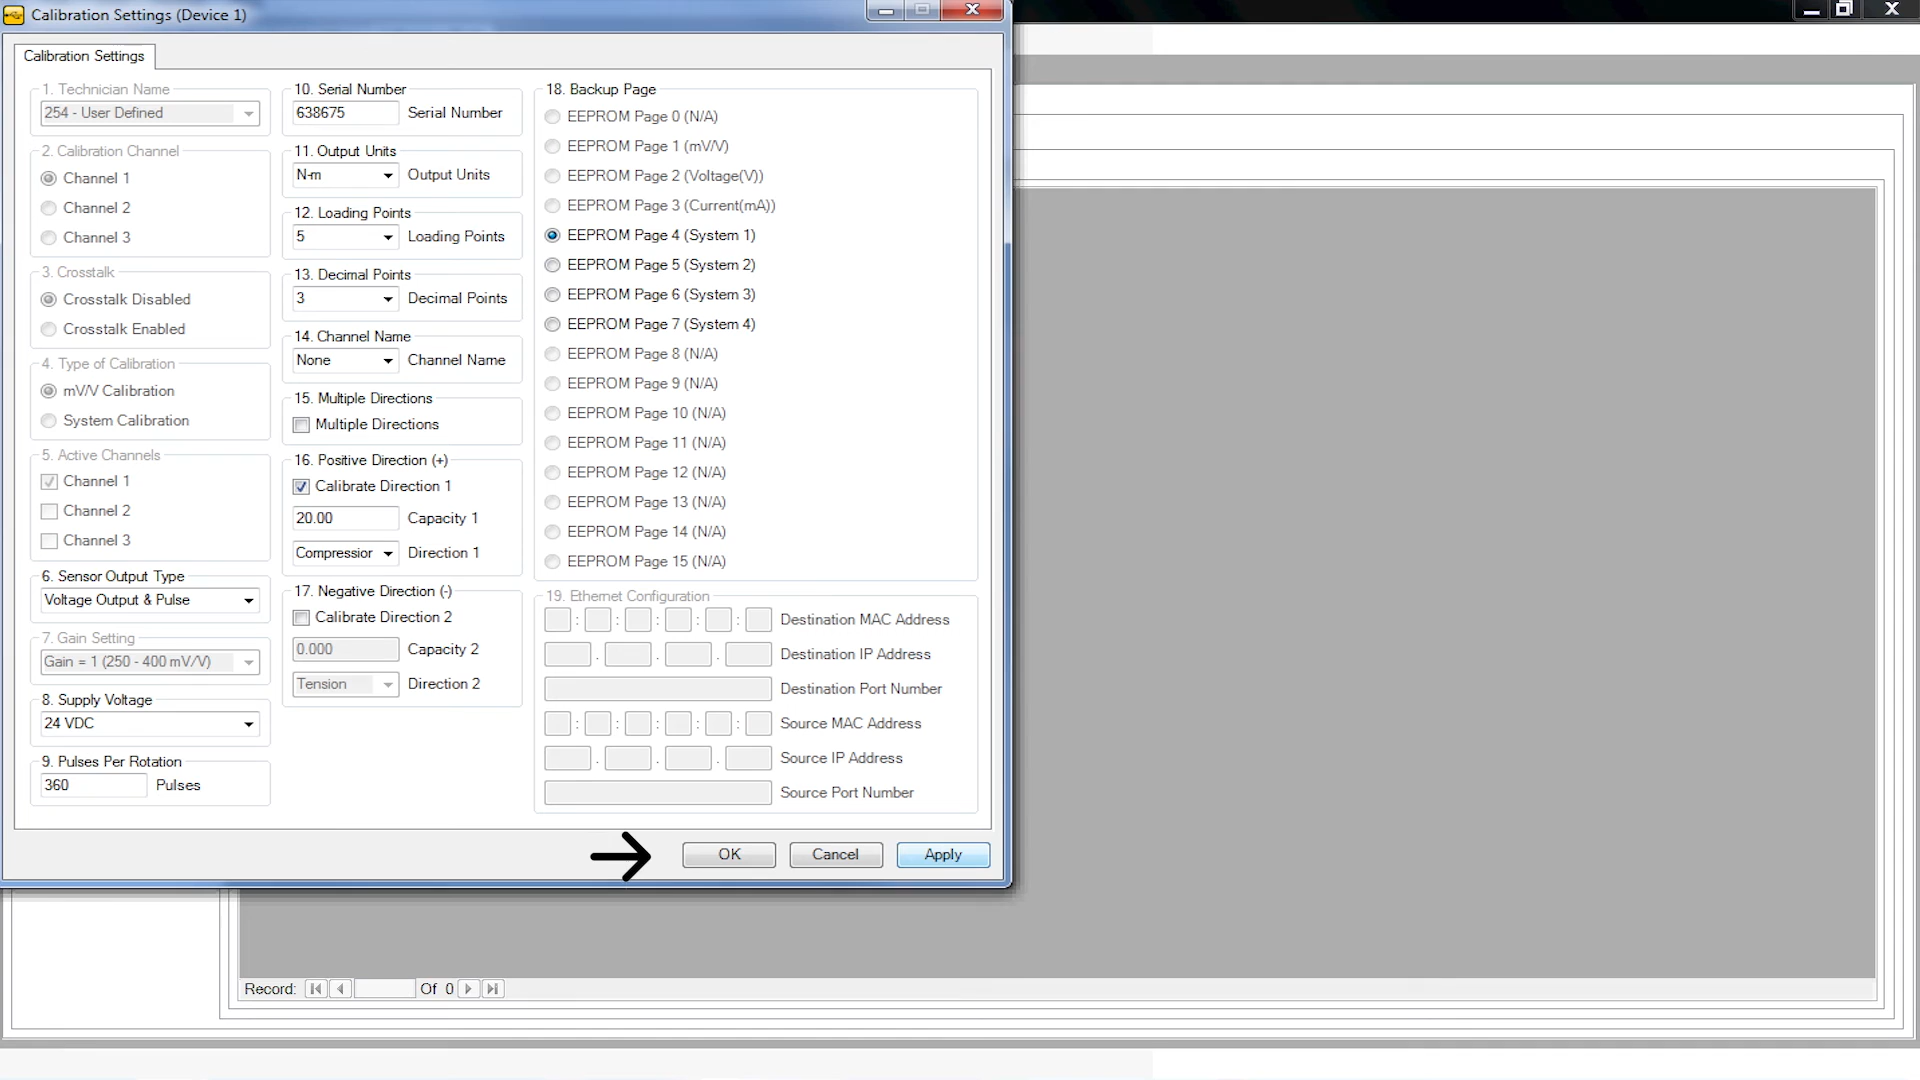 Calibration Settings (Device 1)
Calibration Settings
1. Technician Name
254 - User Defined
2. Calibration Channel
Channel 1
Channel 2
Channel 3
3. Crosstalk
Crosstalk Disabled
Crosstalk Enabled
4. Type of Calibration
mV/V Calibration
System Calibration
5. Active Channels
Channel 1
Channel 2
Channel 3
6. Sensor Output Type
Voltage Output & Pulse
7. Gain Setting
Gain = 1 (250 - 400 mV/V)
8. Supply Voltage
24 VDC
9. Pulses Per Rotation
360 Pulses
10. Serial Number
638675 Serial Number
11. Output Units
N-m Output Units
12. Loading Points
5 Loading Points
13. Decimal Points
3 Decimal Points
14. Channel Name
None Channel Name
15. Multiple Directions
Multiple Directions
16. Positive Direction (+)
Calibrate Direction 1
20.00 Capacity 1
Compression Direction 1
17. Negative Direction (-)
Calibrate Direction 2
0.000 Capacity 2
Tension Direction 2
18. Backup Page
EEPROM Page 0 (N/A)
EEPROM Page 1 (mV/V)
EEPROM Page 2 (Voltage(V))
EEPROM Page 3 (Current(mA))
EEPROM Page 4 (System 1)
EEPROM Page 5 (System 2)
EEPROM Page 6 (System 3)
EEPROM Page 7 (System 4)
EEPROM Page 8 (N/A)
EEPROM Page 9 (N/A)
EEPROM Page 10 (N/A)
EEPROM Page 11 (N/A)
EEPROM Page 12 (N/A)
EEPROM Page 13 (N/A)
EEPROM Page 14 (N/A)
EEPROM Page 15 (N/A)
19. Ethernet Configuration
: : : : : Destination MAC Address
. . . Destination IP Address
Destination Port Number
: : : : : Source MAC Address
. . . Source IP Address
Source Port Number
OK Cancel Apply
Record: Of 0